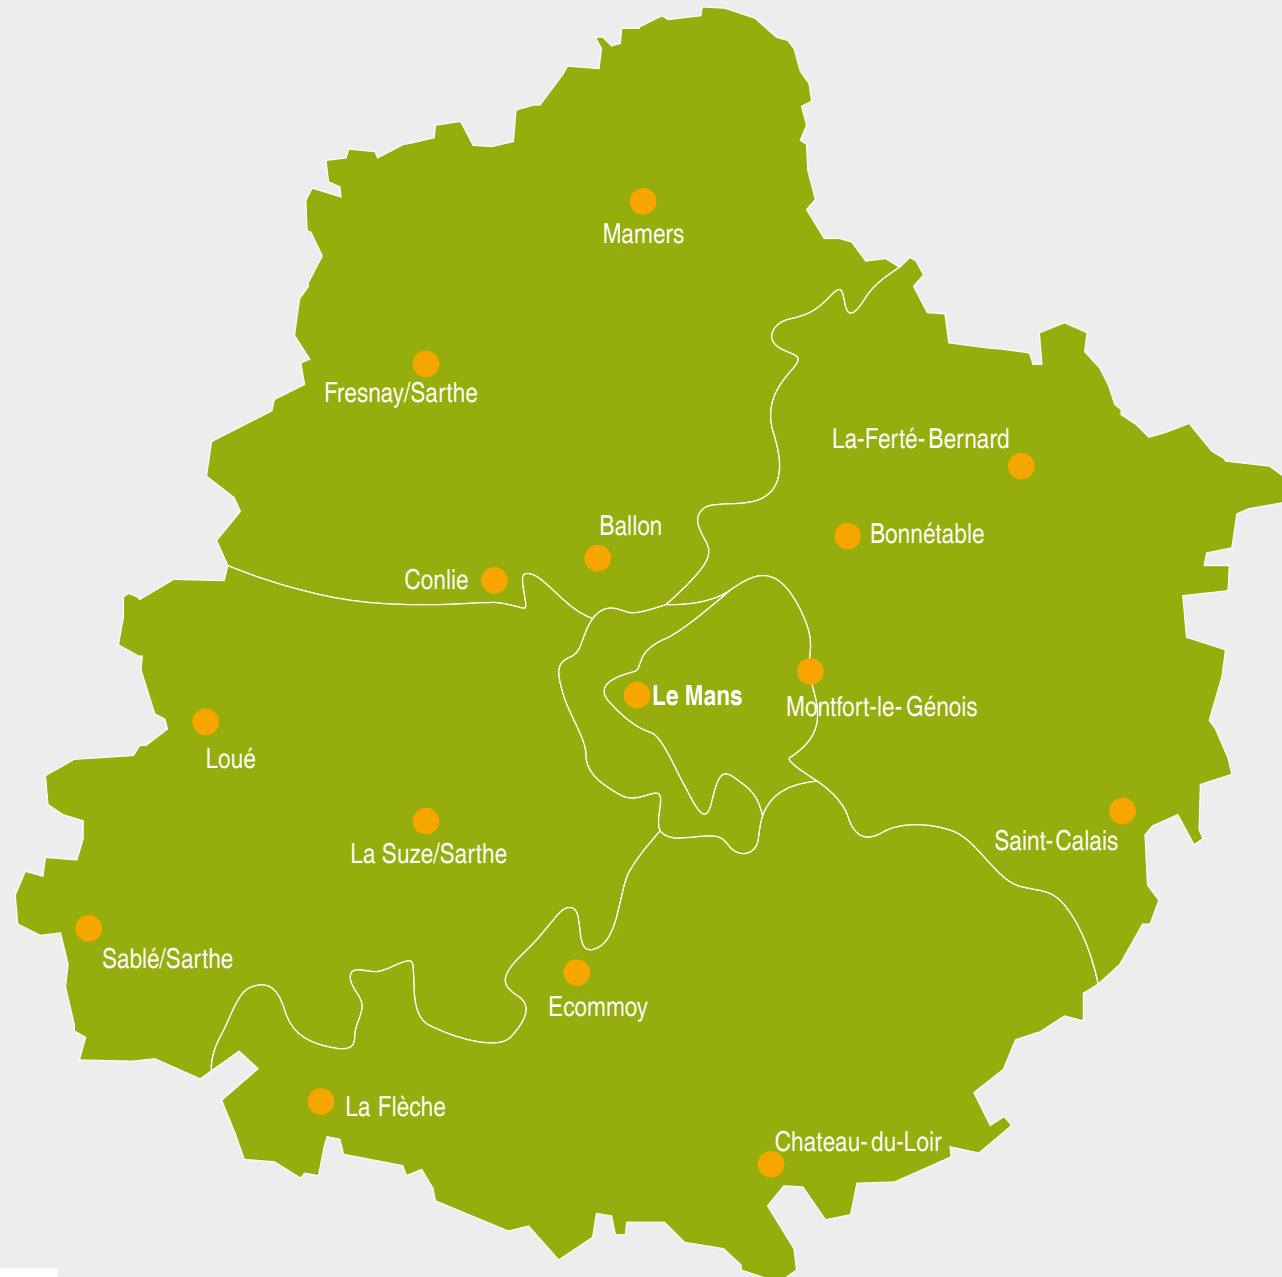 Mamers
Fresnay/Sarthe
La-Ferté-Bernard
Ballon
Bonnétable
Conlie
Le Mans
Montfort-le-Génois
Loué
Saint-Calais
La Suze/Sarthe
Sablé/Sarthe
Ecommoy
La Flèche
Chateau-du-Loir